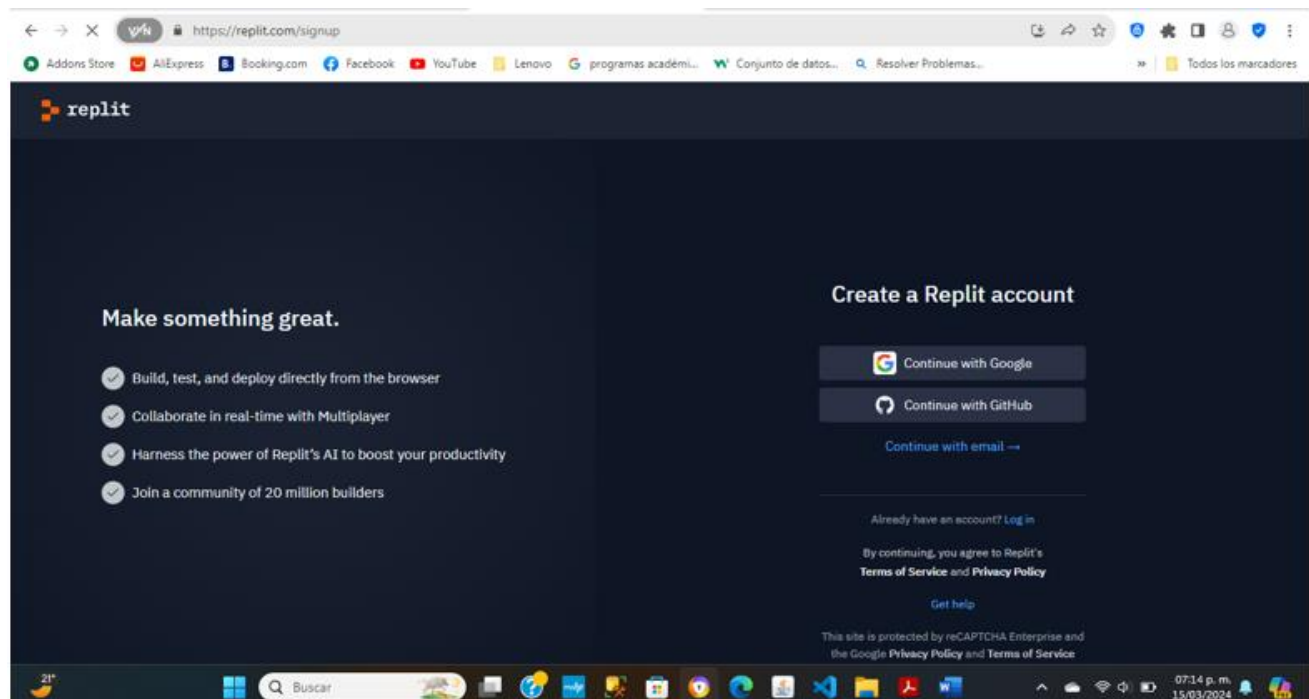 VPN https://replit.com/signup
Addons Store AliExpress Booking.com Facebook YouTube Lenovo programas académi... Conjunto de datos... Resolver Problemas... » Todos los marcadores
replit
Make something great.
Build, test, and deploy directly from the browser
Collaborate in real-time with Multiplayer
Harness the power of Replit's AI to boost your productivity
Join a community of 20 million builders
Create a Replit account
Continue with Google
Continue with GitHub
Continue with email →
Already have an account? Log in
By continuing, you agree to Replit's
Terms of Service and Privacy Policy
Get help
This site is protected by reCAPTCHA Enterprise and
the Google Privacy Policy and Terms of Service
21°
Buscar
07:14 p. m.
15/03/2024